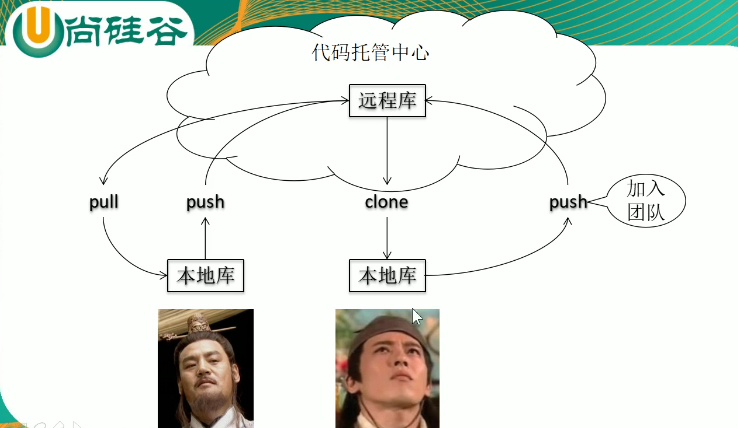 尚硅谷
代码托管中心
远程库
pull
push
clone
push
加入
团队
本地库
本地库